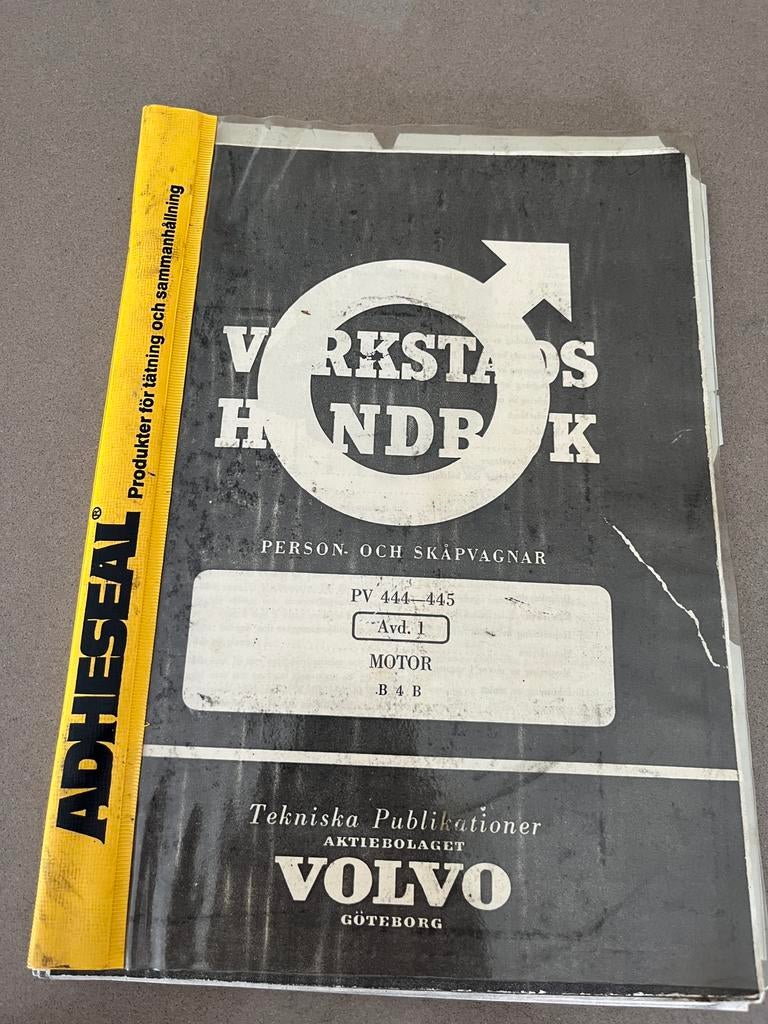 ADHESEAL®
Produkter för tätning och sammanhållning
VERKSTADS
HANDBOK
PERSON- OCH SKÅPVAGNAR
PV 444—445
Avd. 1
MOTOR
B 4 B
Tekniska Publikationer
AKTIEBOLAGET
VOLVO
GÖTEBORG